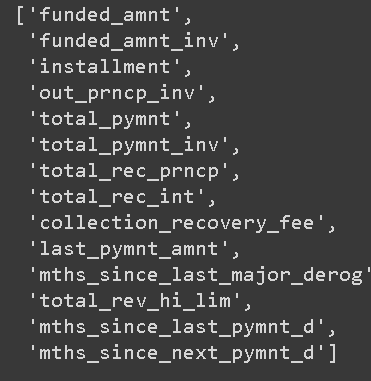 ['funded_amnt',
'funded_amnt_inv',
'installment',
'out_prncp_inv',
'total_pymnt',
'total_pymnt_inv',
'total_rec_prncp',
'total_rec_int',
'collection_recovery_fee',
'last_pymnt_amnt',
'mths_since_last_major_derog'
'total_rev_hi_lim',
'mths_since_last_pymnt_d',
'mths_since_next_pymnt_d']